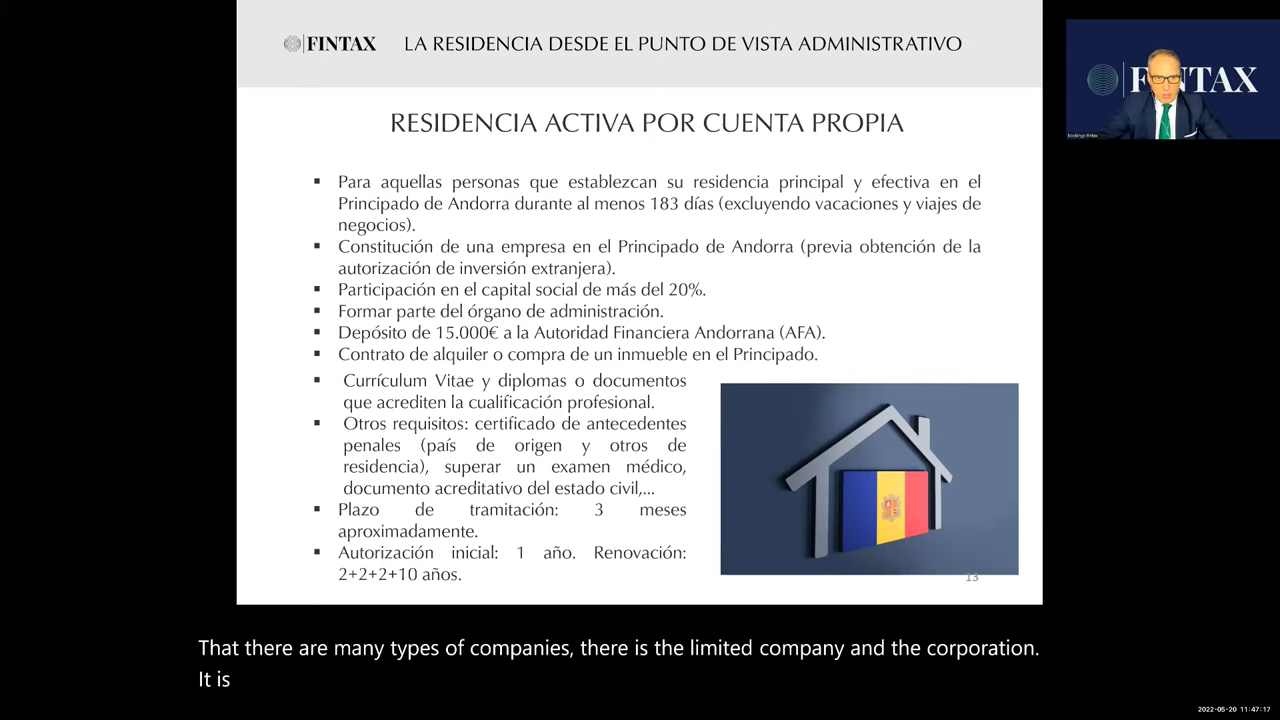 FINTAX LA RESIDENCIA DESDE EL PUNTO DE VISTA ADMINISTRATIVO
FINTAX
Bookings Fintax
RESIDENCIA ACTIVA POR CUENTA PROPIA
▪ Para aquellas personas que establezcan su residencia principal y efectiva en el
Principado de Andorra durante al menos 183 días (excluyendo vacaciones y viajes de
negocios).
▪ Constitución de una empresa en el Principado de Andorra (previa obtención de la
autorización de inversión extranjera).
▪ Participación en el capital social de más del 20%.
▪ Formar parte del órgano de administración.
▪ Depósito de 15.000€ a la Autoridad Financiera Andorrana (AFA).
▪ Contrato de alquiler o compra de un inmueble en el Principado.
▪ Currículum Vitae y diplomas o documentos
que acrediten la cualificación profesional.
▪ Otros requisitos: certificado de antecedentes
penales (país de origen y otros de
residencia), superar un examen médico,
documento acreditativo del estado civil,...
▪ Plazo de tramitación: 3 meses
aproximadamente.
▪ Autorización inicial: 1 año. Renovación:
2+2+2+10 años.
13
That there are many types of companies, there is the limited company and the corporation.
It is
2022-05-20 11:47:17